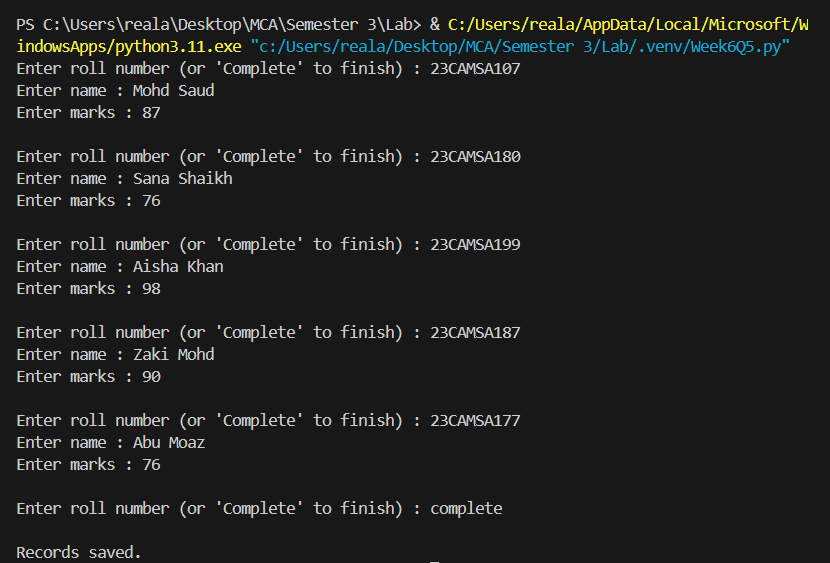 PS C:\Users\reala\Desktop\MCA\Semester 3\Lab> & C:/Users/reala/AppData/Local/Microsoft/W
indowsApps/python3.11.exe "c:/Users/reala/Desktop/MCA/Semester 3/Lab/.venv/Week6Q5.py"
Enter roll number (or 'Complete' to finish) : 23CAMSA107
Enter name : Mohd Saud
Enter marks : 87
Enter roll number (or 'Complete' to finish) : 23CAMSA180
Enter name : Sana Shaikh
Enter marks : 76
Enter roll number (or 'Complete' to finish) : 23CAMSA199
Enter name : Aisha Khan
Enter marks : 98
Enter roll number (or 'Complete' to finish) : 23CAMSA187
Enter name : Zaki Mohd
Enter marks : 90
Enter roll number (or 'Complete' to finish) : 23CAMSA177
Enter name : Abu Moaz
Enter marks : 76
Enter roll number (or 'Complete' to finish) : complete
Records saved.